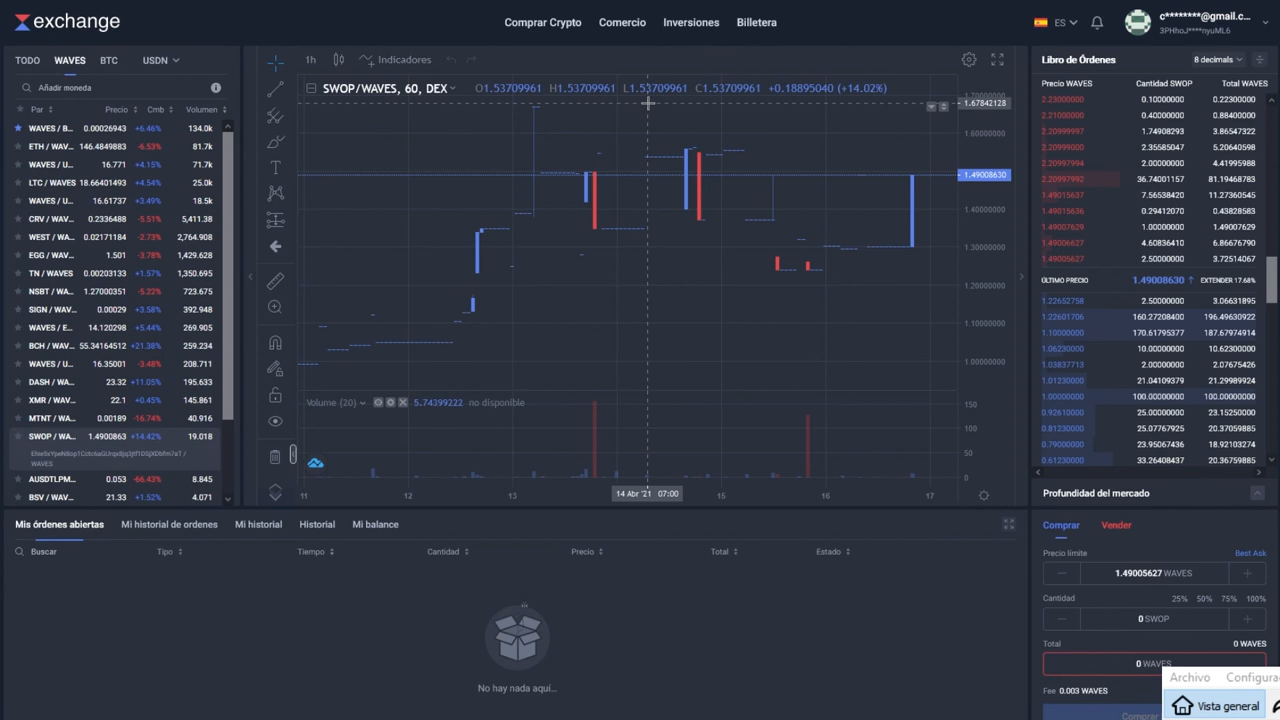 exchange
Comprar Crypto Comercio Inversiones Billetera
ES
c********@gmail.c...
3PHhoJ****nyuML6
TODO WAVES BTC USDN
Añadir moneda
Par Precio Cmb Volumen
WAVES / B... 0.00026943 +6.46% 134.0k
ETH / WAV... 146.4849883 -6.53% 81.7k
WAVES / U... 16.771 +4.15% 71.7k
LTC / WAVES 18.66401493 +4.54% 25.0k
WAVES / U... 16.61737 +3.49% 18.5k
CRV / WAV... 0.2336488 -5.51% 5,411.38
WEST / WA... 0.02171184 -2.73% 2,764.908
EGG / WAV... 1.501 -3.78% 1,429.628
TN / WAVES 0.00203133 +1.57% 1,350.695
NSBT / WA... 1.27000351 -5.22% 723.675
SIGN / WAV... 0.00029 +3.58% 392.948
WAVES / E... 14.120298 +5.44% 269.905
BCH / WAV... 55.34164512 +21.38% 259.234
WAVES / U... 16.35001 -3.48% 208.711
DASH / WA... 23.32 +11.05% 195.633
XMR / WAV... 22.1 +0.45% 145.861
MTNT / WA... 0.00189 -16.74% 40.916
SWOP / WA... 1.4900863 +14.42% 19.018
WAVES
AUSDTLPM... 0.053 -66.43% 8.845
BSV / WAV... 21.33 +1.52% 4.071
1h Indicadores
SWOP/WAVES, 60, DEX O1.53709961 H1.53709961 L1.53709961 C1.53709961 +0.18895040 (+14.02%)
1.70000000
1.67842128
1.60000000
1.49008630
1.40000000
1.30000000
1.20000000
1.10000000
1.00000000
Volume (20) 5.74399222 no disponible
150
100
50
0
11 12 13 14 Abr '21 07:00 15 16 17
Libro de Órdenes 8 decimals
Precio WAVES Cantidad SWOP Total WAVES
2.23000000 0.10000000 0.22300000
2.21000000 0.40000000 0.88400000
2.20999997 1.74908293 3.86547322
2.20999000 2.35585047 5.20640598
2.20997994 2.00000000 4.41995988
2.20997992 36.74001157 81.19468783
1.49015637 7.56538420 11.27360545
1.49015636 0.29412070 0.43828583
1.49007629 1.00000000 1.49007629
1.49006627 4.60836410 6.86676790
1.49005627 2.50000000 3.72514067
ÚLTIMO PRECIO 1.49008630 ↑ EXTENDER 17.68%
1.22652758 2.50000000 3.06631895
1.22601706 160.27208400 196.49630992
1.10000000 170.61795377 187.67974914
1.06230000 10.00000000 10.62300000
1.03837713 2.00000000 2.07675426
1.01230000 21.04109379 21.29989924
1.00000000 100.00000000 100.00000000
0.92610000 25.00000000 23.15250000
0.81230000 25.07767925 20.37059885
0.79000000 23.95067436 18.92103274
0.61230000 33.26408437 20.36759885
Profundidad del mercado
Comprar Vender
Precio límite Best Ask
1.49005627 WAVES
Cantidad 25% 50% 75% 100%
0 SWOP
Total 0 WAVES
0 WAVES
Fee 0.003 WAVES
Comprar
Archivo Configura
Vista general
Mis órdenes abiertas Mi historial de ordenes Mi historial Historial Mi balance
Buscar Tipo Tiempo Cantidad Precio Total Estado
No hay nada aquí...